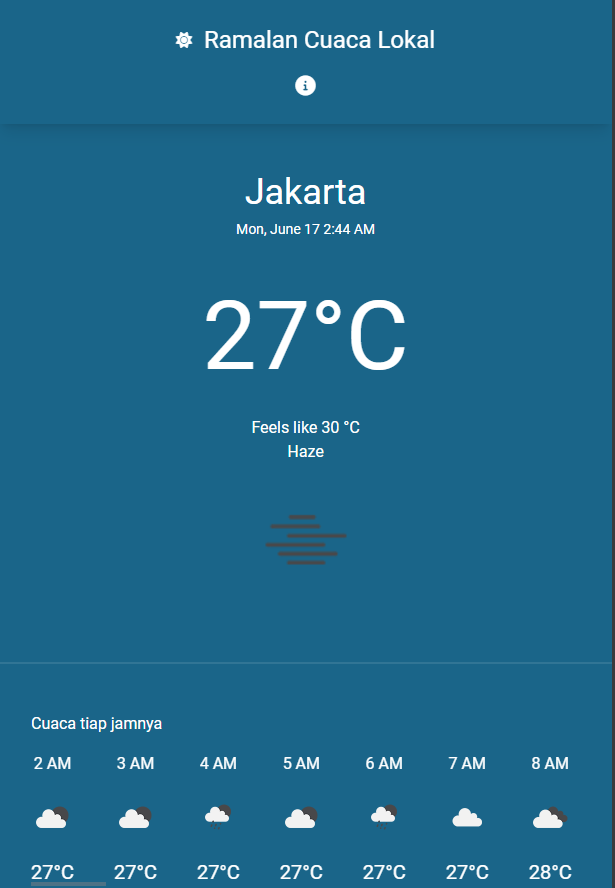 Ramalan Cuaca Lokal
Jakarta
Mon, June 17 2:44 AM
27°C
Feels like 30 °C
Haze
Cuaca tiap jamnya
2 AM 3 AM 4 AM 5 AM 6 AM 7 AM 8 AM
27°C 27°C 27°C 27°C 27°C 27°C 28°C